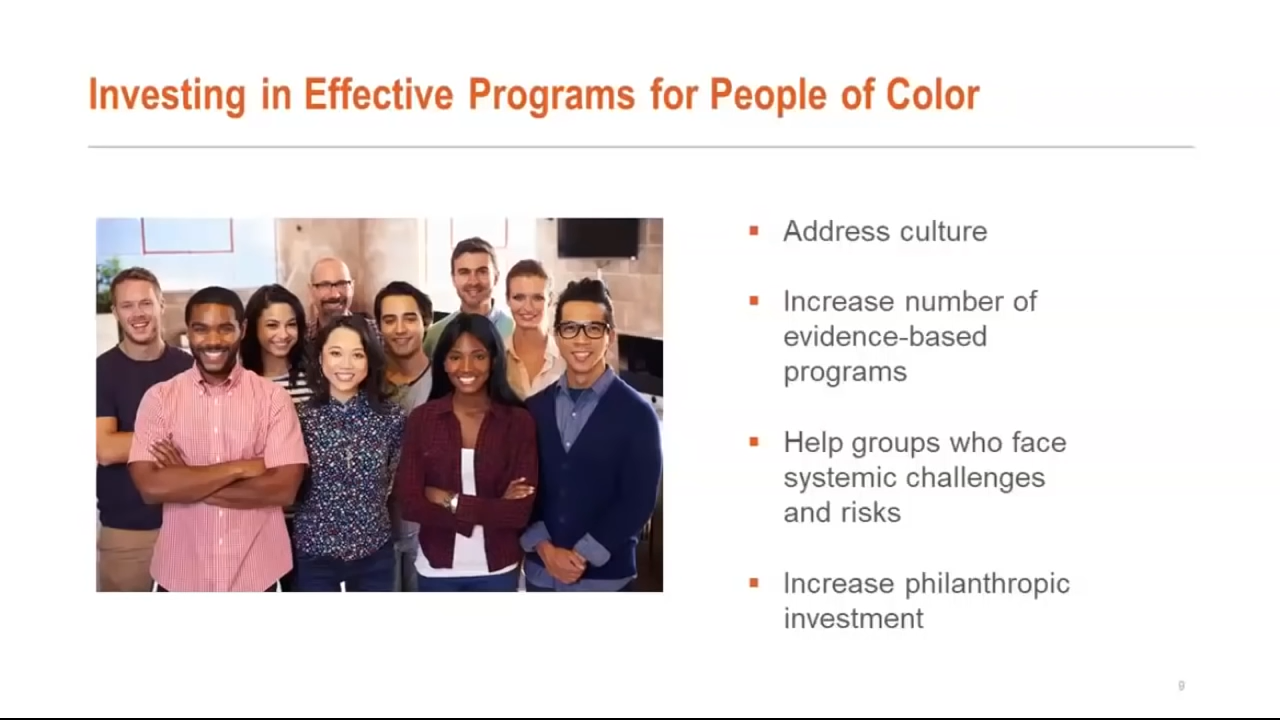 Investing in Effective Programs for People of Color
Address culture
Increase number of
evidence-based
programs
Help groups who face
systemic challenges
and risks
Increase philanthropic
investment
9